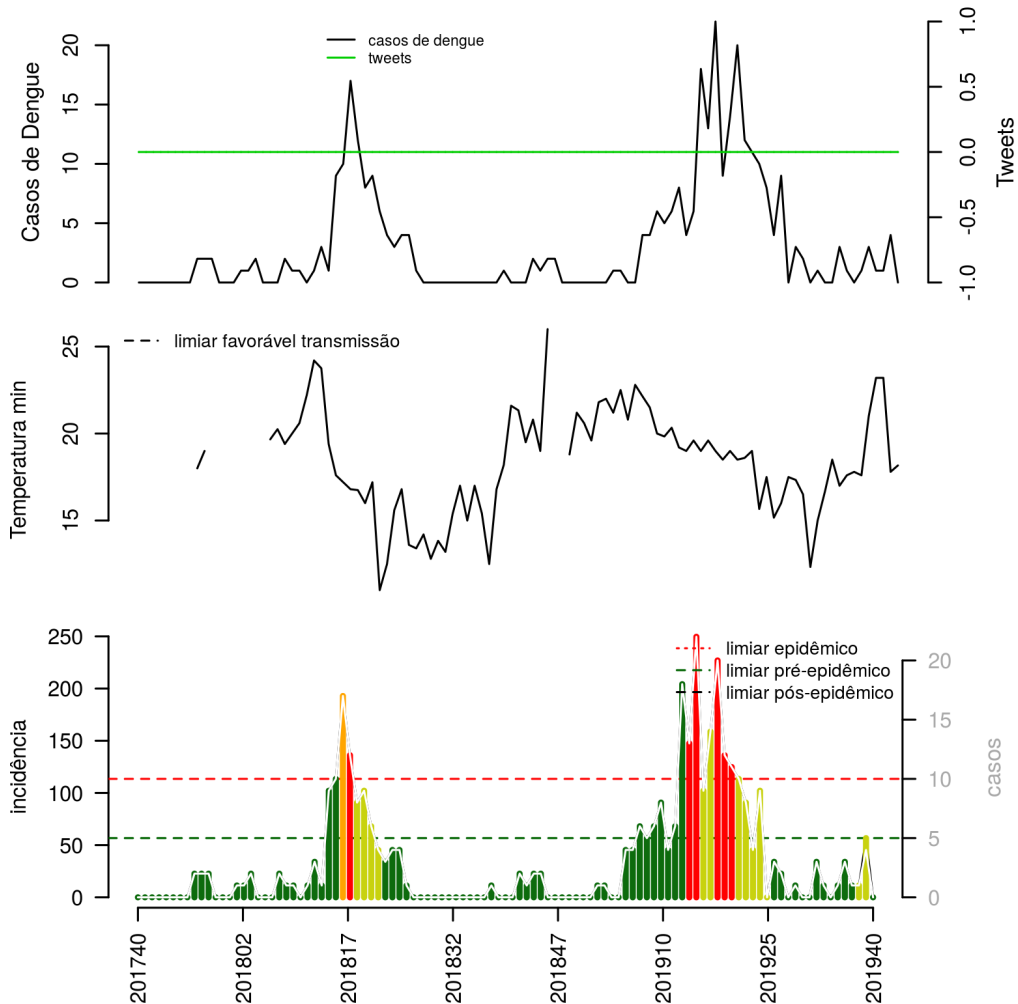 casos de dengue
tweets
Casos de Dengue
0
5
10
15
20
Tweets
-1.0
-0.5
0.0
0.5
1.0
limiar favorável transmissão
Temperatura min
15
20
25
limiar epidêmico
limiar pré-epidêmico
limiar pós-epidêmico
incidência
0
50
100
150
200
250
casos
0
5
10
15
20
201740
201802
201817
201832
201847
201910
201925
201940